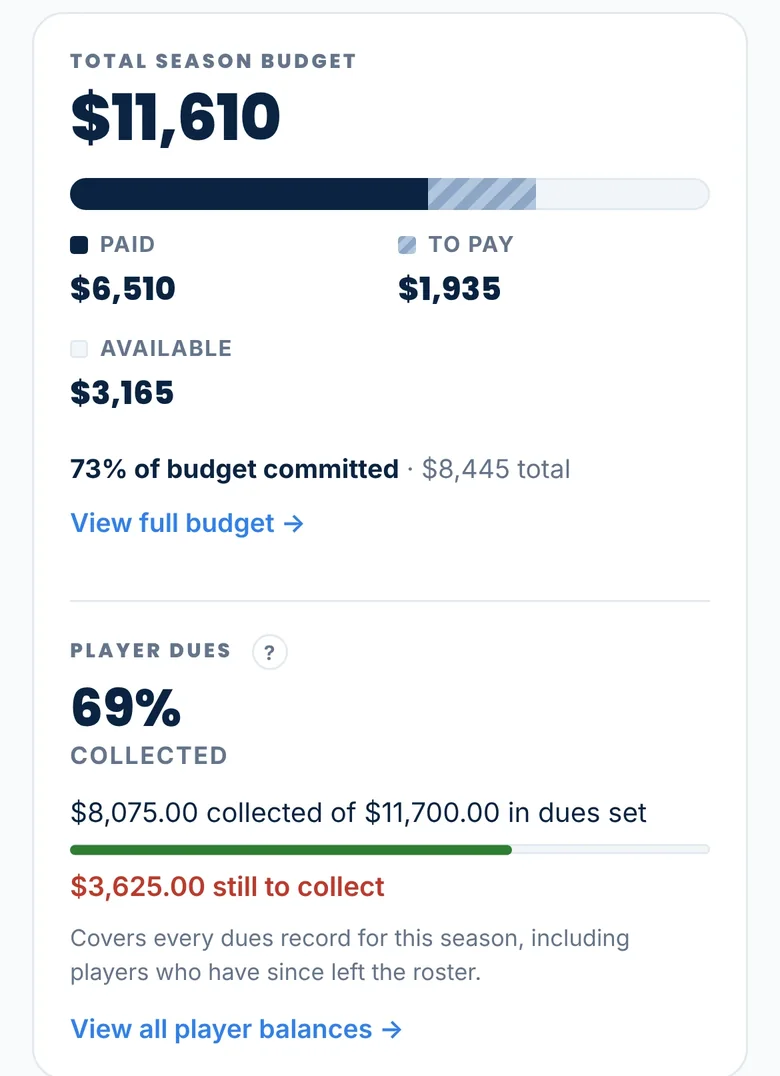 TOTAL SEASON BUDGET
$11,610
PAID
$6,510
TO PAY
$1,935
AVAILABLE
$3,165
73% of budget committed · $8,445 total
View full budget →
PLAYER DUES ?
69%
COLLECTED
$8,075.00 collected of $11,700.00 in dues set
$3,625.00 still to collect
Covers every dues record for this season, including
players who have since left the roster.
View all player balances →